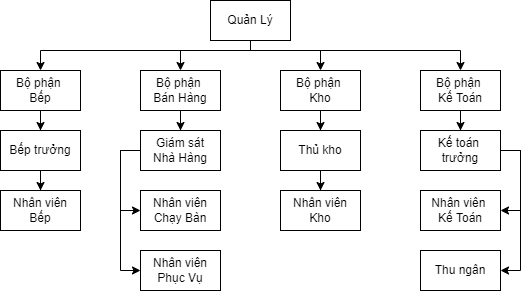 Quản Lý
Bộ phận
Bếp
Bộ phận
Bán Hàng
Bộ phận
Kho
Bộ phận
Kế Toán
Bếp trưởng
Giám sát
Nhà Hàng
Thủ kho
Kế toán
trưởng
Nhân viên
Bếp
Nhân viên
Chạy Bàn
Nhân viên
Kho
Nhân viên
Kế Toán
Nhân viên
Phục Vụ
Thu ngân